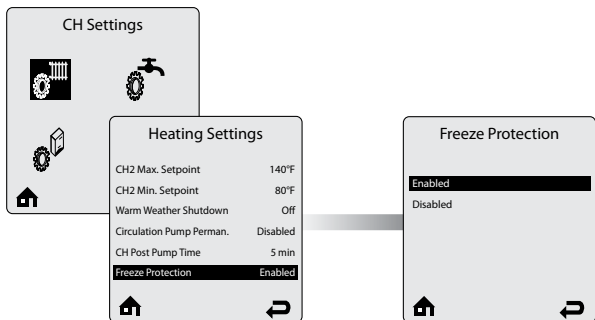 CH Settings
Heating Settings
CH2 Max. Setpoint 140°F
CH2 Min. Setpoint 80°F
Warm Weather Shutdown Off
Circulation Pump Perman. Disabled
CH Post Pump Time 5 min
Freeze Protection Enabled
Freeze Protection
Enabled
Disabled